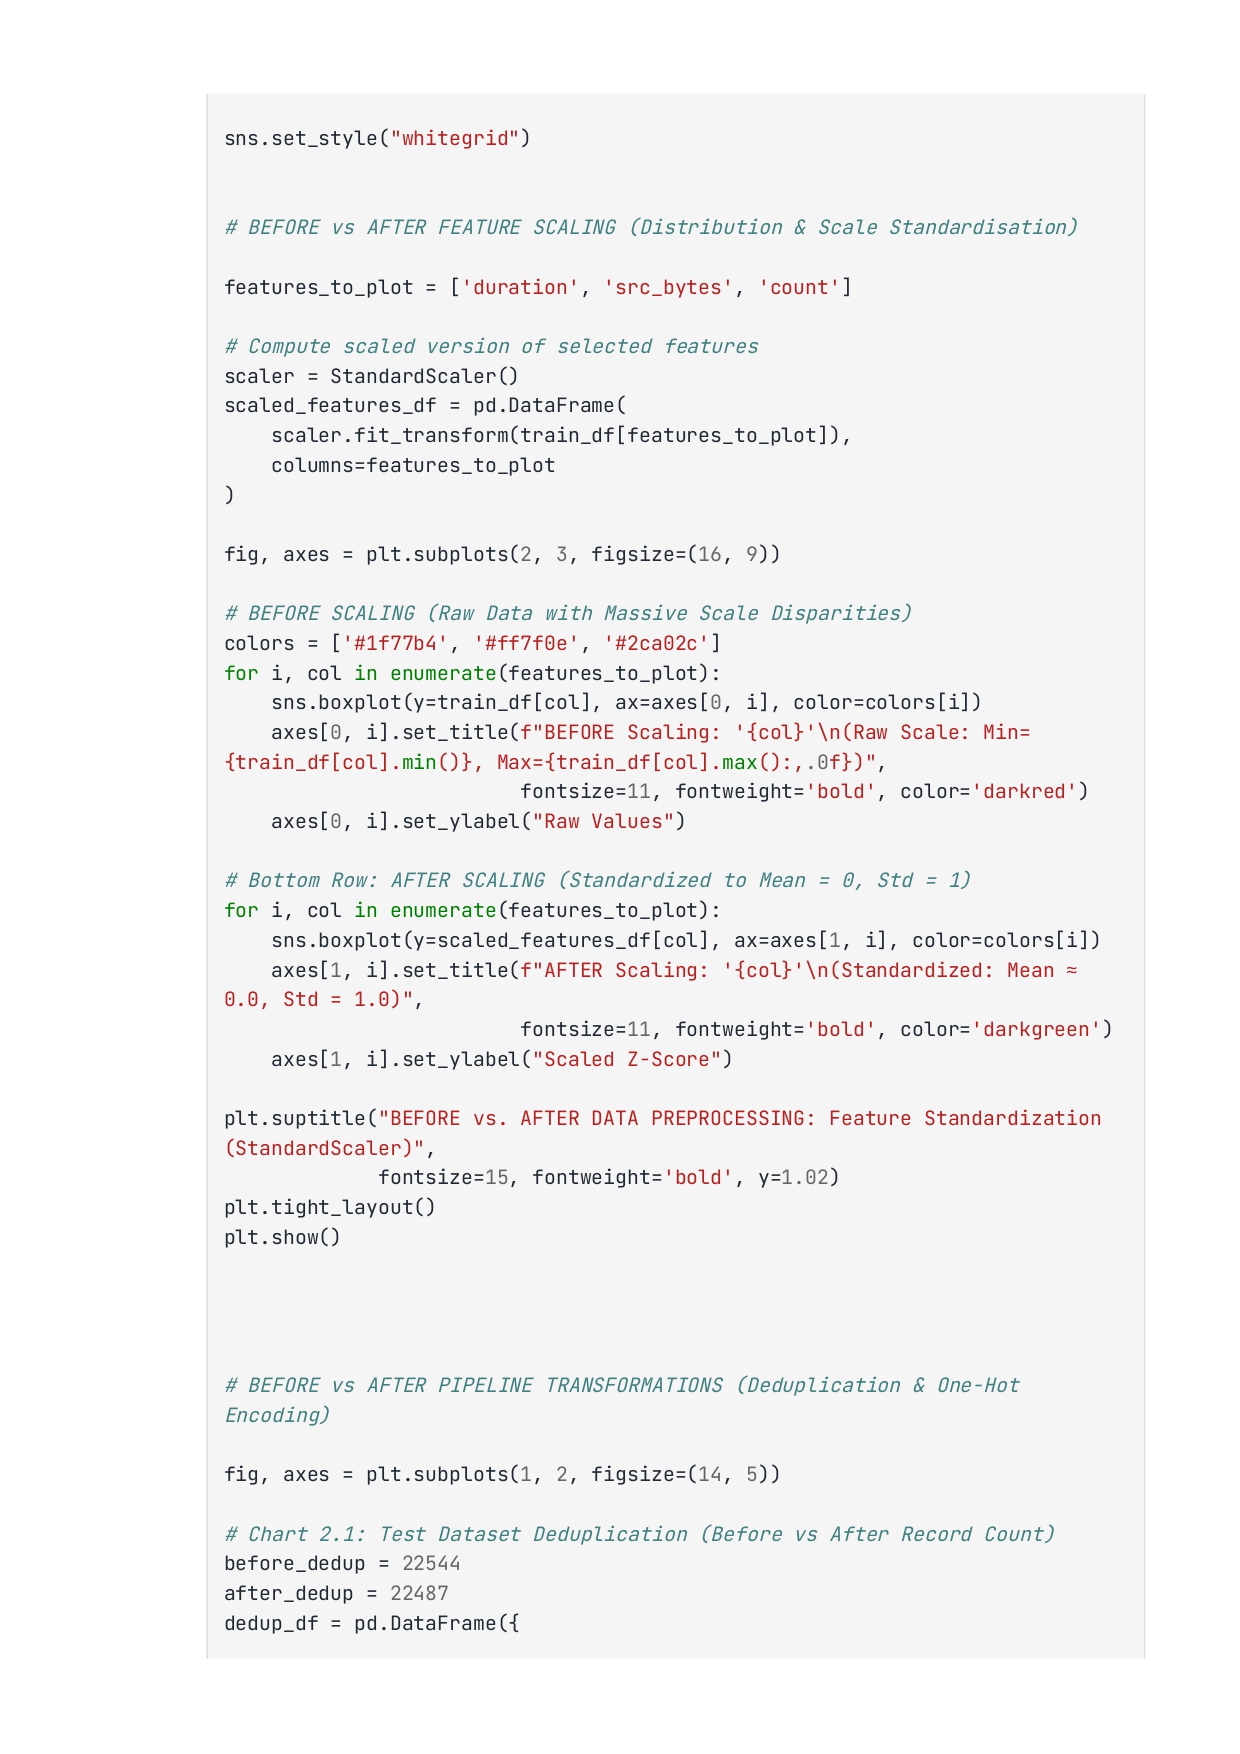 sns.set_style("whitegrid")
# BEFORE vs AFTER FEATURE SCALING (Distribution & Scale Standardisation)
features_to_plot = ['duration', 'src_bytes', 'count']
# Compute scaled version of selected features
scaler = StandardScaler()
scaled_features_df = pd.DataFrame(
    scaler.fit_transform(train_df[features_to_plot]),
    columns=features_to_plot
)
fig, axes = plt.subplots(2, 3, figsize=(16, 9))
# BEFORE SCALING (Raw Data with Massive Scale Disparities)
colors = ['#1f77b4', '#ff7f0e', '#2ca02c']
for i, col in enumerate(features_to_plot):
    sns.boxplot(y=train_df[col], ax=axes[0, i], color=colors[i])
    axes[0, i].set_title(f"BEFORE Scaling: '{col}'\n(Raw Scale: Min=
{train_df[col].min()}, Max={train_df[col].max():,.0f})",
                         fontsize=11, fontweight='bold', color='darkred')
    axes[0, i].set_ylabel("Raw Values")
# Bottom Row: AFTER SCALING (Standardized to Mean = 0, Std = 1)
for i, col in enumerate(features_to_plot):
    sns.boxplot(y=scaled_features_df[col], ax=axes[1, i], color=colors[i])
    axes[1, i].set_title(f"AFTER Scaling: '{col}'\n(Standardized: Mean ≈
0.0, Std = 1.0)",
                         fontsize=11, fontweight='bold', color='darkgreen')
    axes[1, i].set_ylabel("Scaled Z-Score")
plt.suptitle("BEFORE vs. AFTER DATA PREPROCESSING: Feature Standardization
(StandardScaler)",
             fontsize=15, fontweight='bold', y=1.02)
plt.tight_layout()
plt.show()
# BEFORE vs AFTER PIPELINE TRANSFORMATIONS (Deduplication & One-Hot
Encoding)
fig, axes = plt.subplots(1, 2, figsize=(14, 5))
# Chart 2.1: Test Dataset Deduplication (Before vs After Record Count)
before_dedup = 22544
after_dedup = 22487
dedup_df = pd.DataFrame({